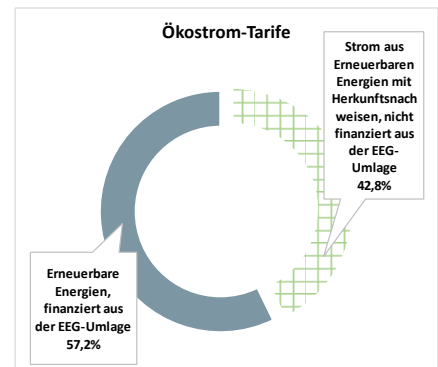 Ökostrom-Tarife
Strom aus
Erneuerbaren
Energien mit
Herkunftsnach
weisen, nicht
finanziert aus
der EEG-
Umlage
42,8%
Erneuerbare
Energien,
finanziert aus
der EEG-Umlage
57,2%